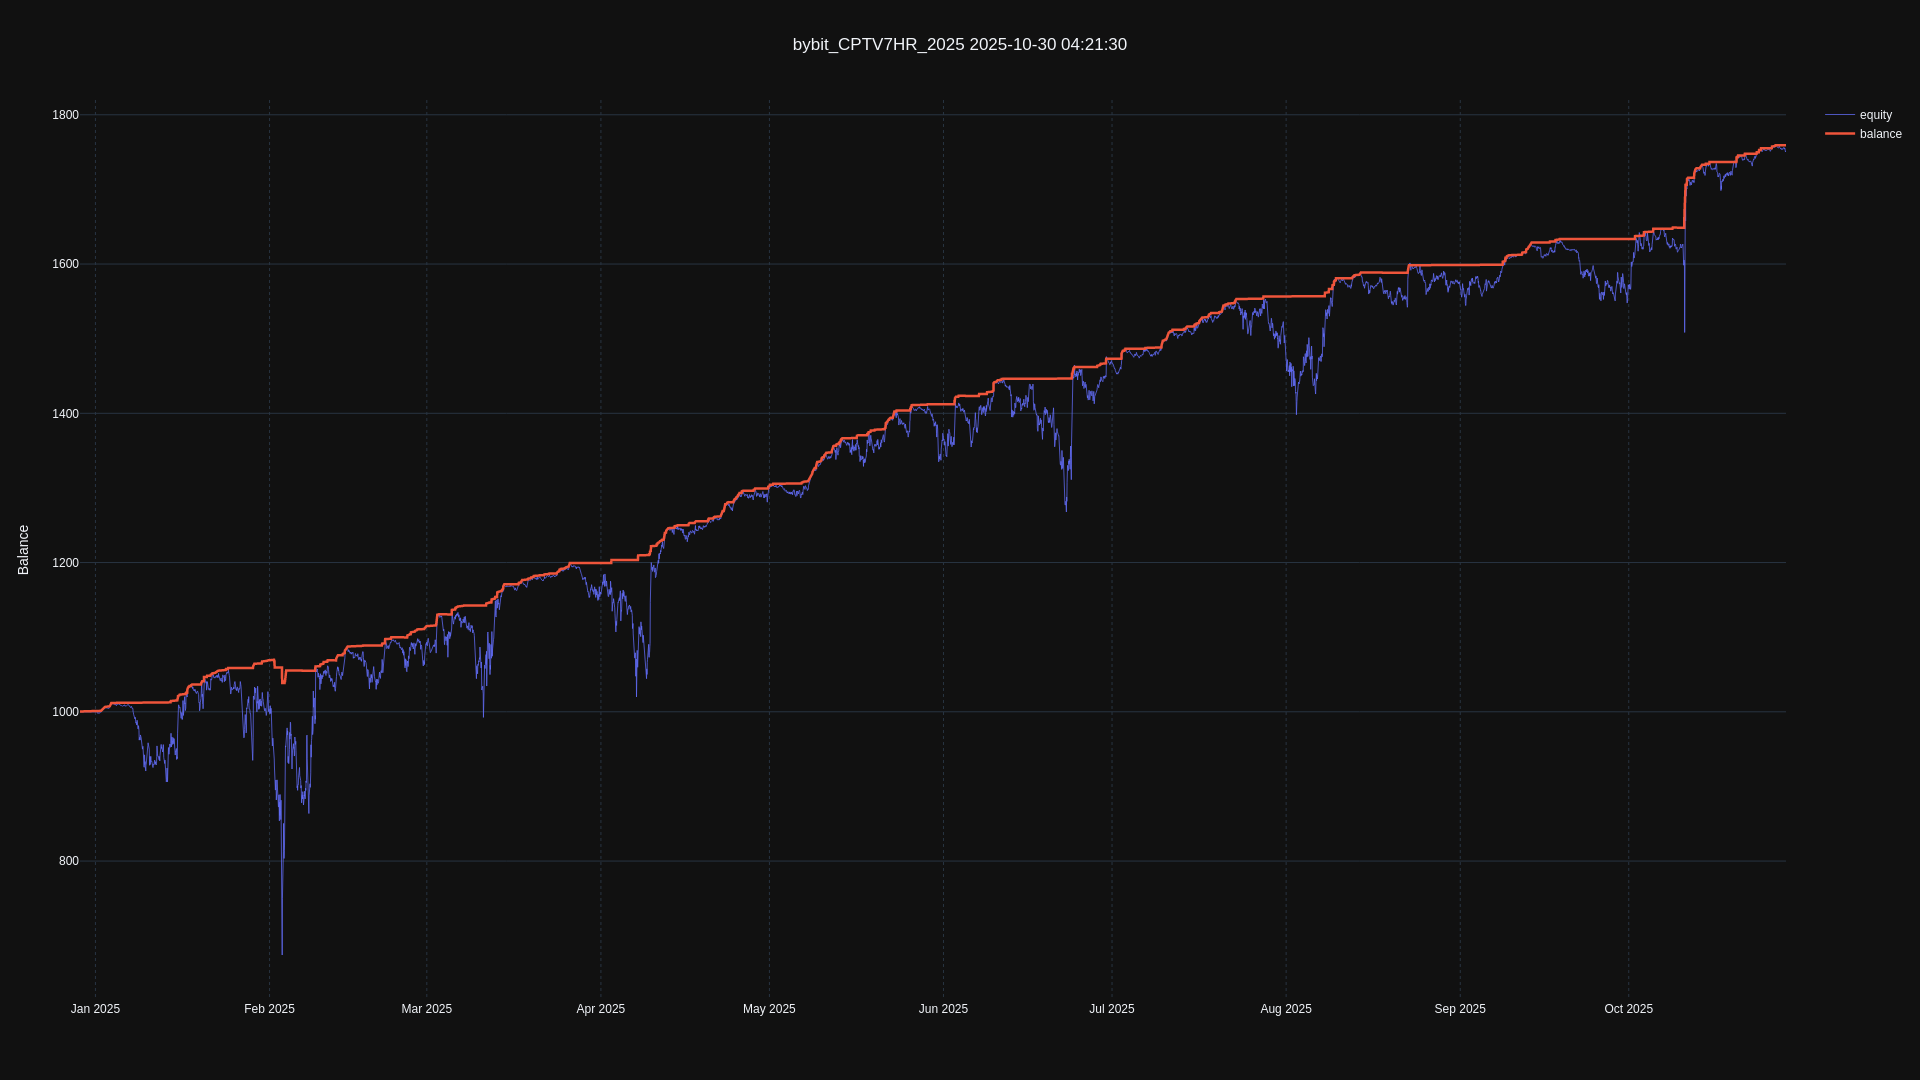 bybit_CPTV7HR_2025 2025-10-30 04:21:30
1800
1600
1400
1200
1000
800
Balance
Jan 2025
Feb 2025
Mar 2025
Apr 2025
May 2025
Jun 2025
Jul 2025
Aug 2025
Sep 2025
Oct 2025
equity
balance